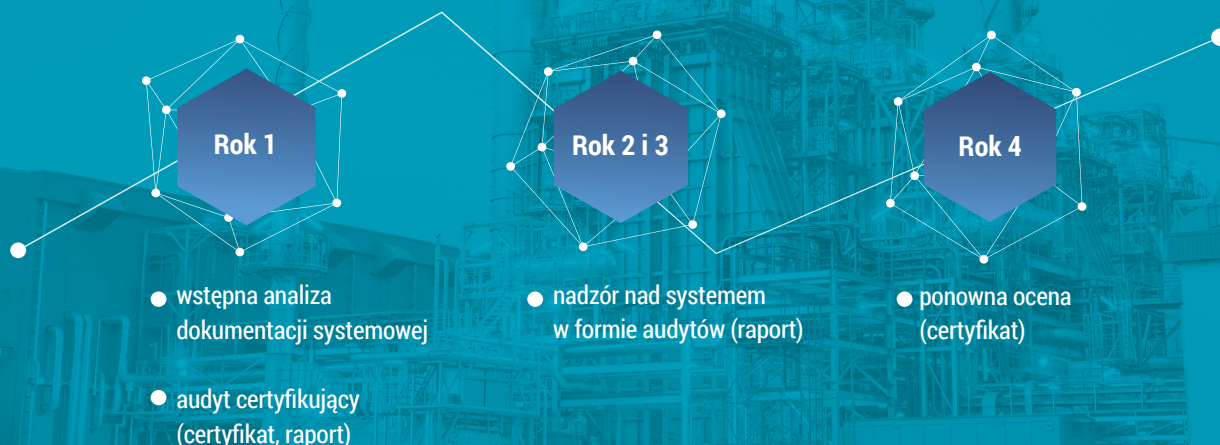 Rok 1
wstępna analiza
dokumentacji systemowej
audyt certyfikujący
(certyfikat, raport)
Rok 2 i 3
nadzór nad systemem
w formie audytów (raport)
Rok 4
ponowna ocena
(certyfikat)